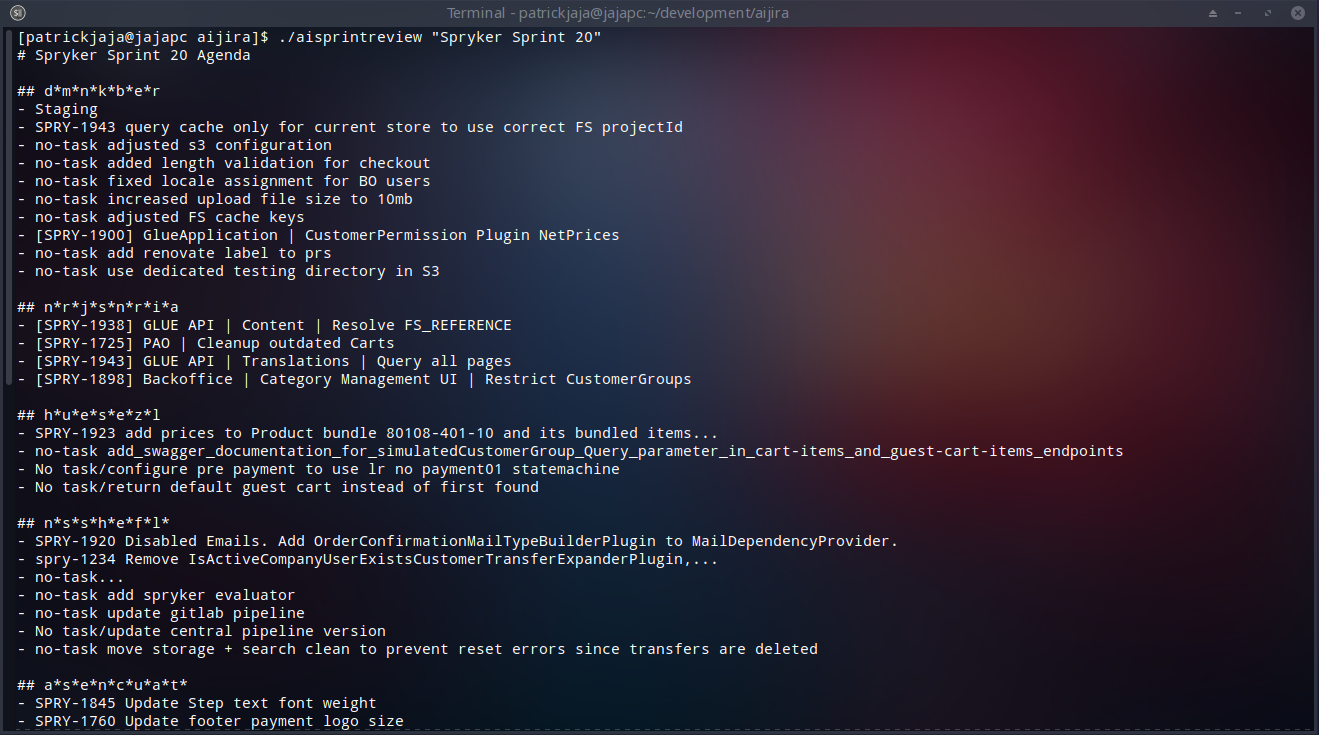 Terminal - patrickjaja@jajapc:~/development/aijira
[patrickjaja@jajapc aijira]$ ./aisprintreview "Spryker Sprint 20"
# Spryker Sprint 20 Agenda
## d*m*n*k*b*e*r
- Staging
- SPRY-1943 query cache only for current store to use correct FS projectId
- no-task adjusted s3 configuration
- no-task added length validation for checkout
- no-task fixed locale assignment for BO users
- no-task increased upload file size to 10mb
- no-task adjusted FS cache keys
- [SPRY-1900] GlueApplication | CustomerPermission Plugin NetPrices
- no-task add renovate label to prs
- no-task use dedicated testing directory in S3
## n*r*j*s*n*r*i*a
- [SPRY-1938] GLUE API | Content | Resolve FS_REFERENCE
- [SPRY-1725] PAO | Cleanup outdated Carts
- [SPRY-1943] GLUE API | Translations | Query all pages
- [SPRY-1898] Backoffice | Category Management UI | Restrict CustomerGroups
## h*u*e*s*e*z*l
- SPRY-1923 add prices to Product bundle 80108-401-10 and its bundled items...
- no-task add_swagger_documentation_for_simulatedCustomerGroup_Query_parameter_in_cart-items_and_guest-cart-items_endpoints
- No task/configure pre payment to use lr no payment01 statemachine
- No task/return default guest cart instead of first found
## n*s*s*h*e*f*l*
- SPRY-1920 Disabled Emails. Add OrderConfirmationMailTypeBuilderPlugin to MailDependencyProvider.
- spry-1234 Remove IsActiveCompanyUserExistsCustomerTransferExpanderPlugin,...
- no-task...
- no-task add spryker evaluator
- no-task update gitlab pipeline
- No task/update central pipeline version
- no-task move storage + search clean to prevent reset errors since transfers are deleted
## a*s*e*n*c*u*a*t*
- SPRY-1845 Update Step text font weight
- SPRY-1760 Update footer payment logo size